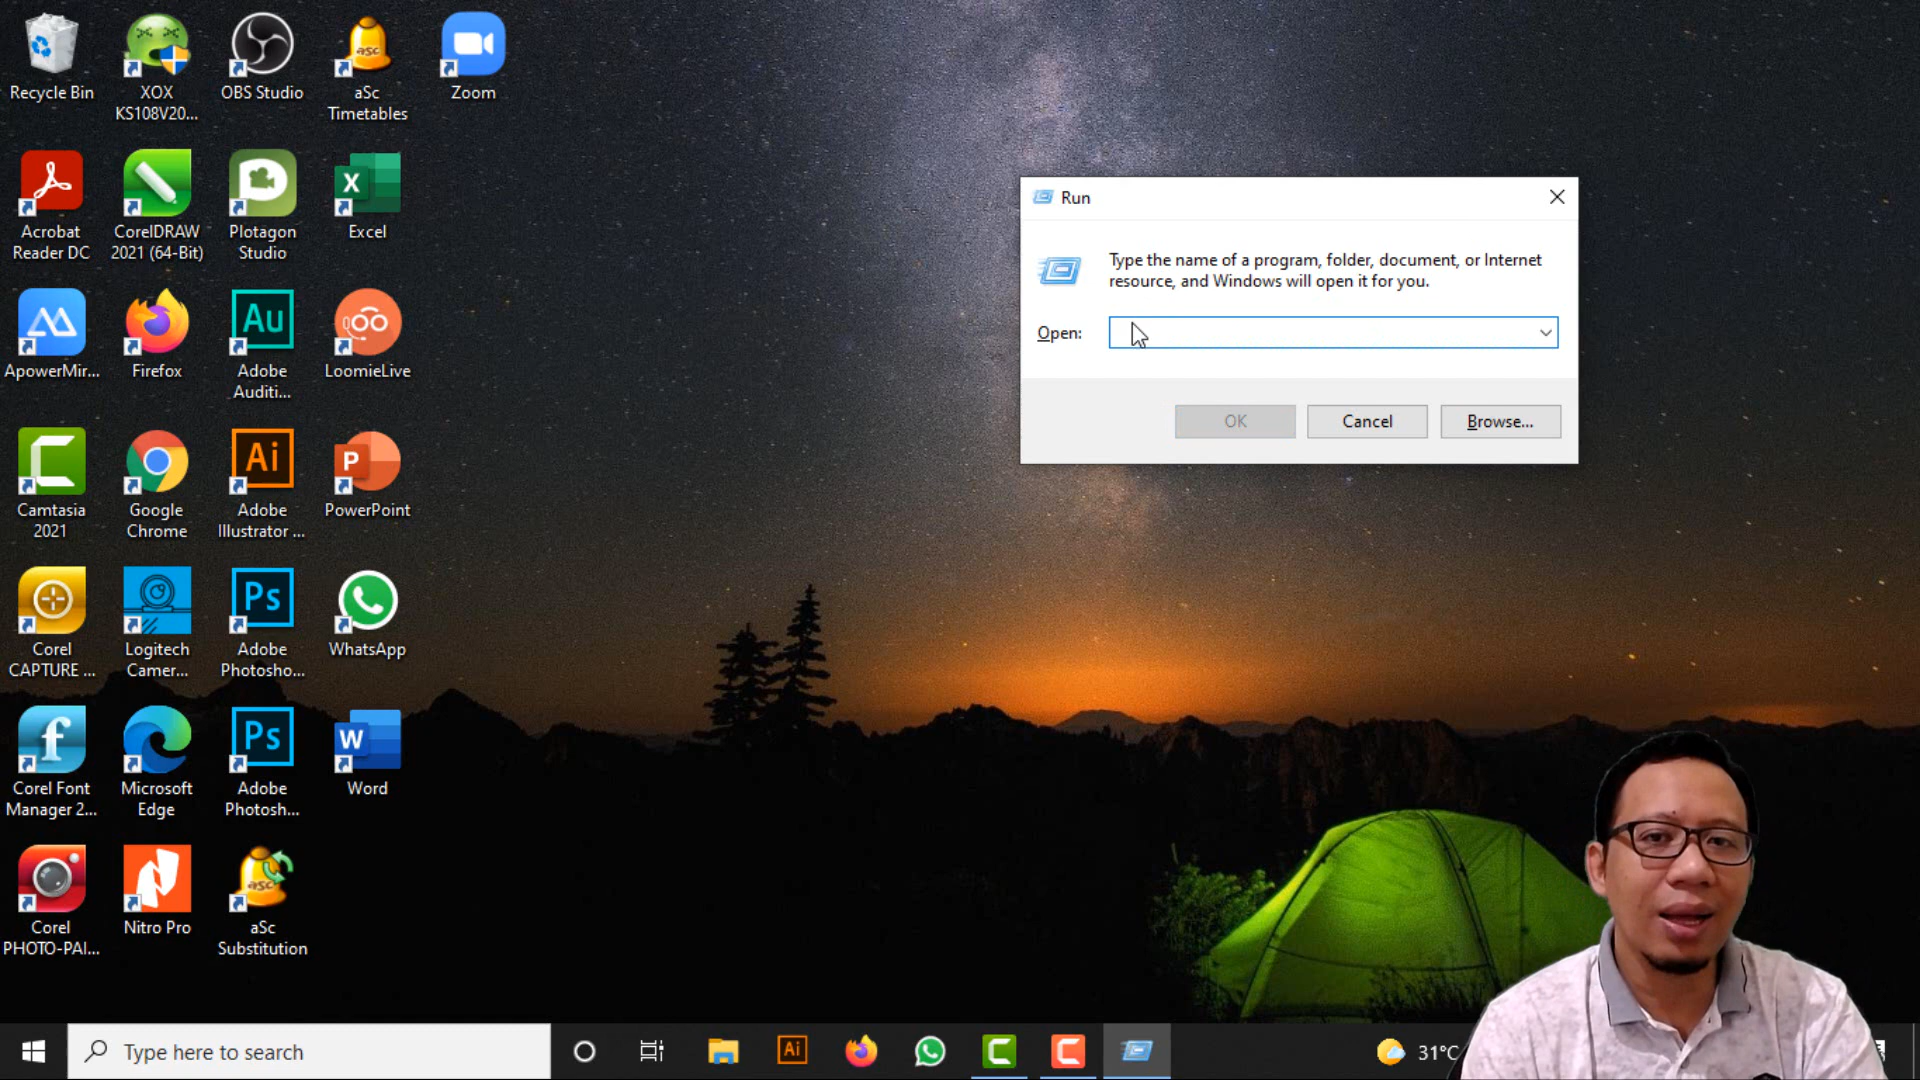 Recycle Bin
XOX
KS108V20...
OBS Studio
aSc
Timetables
Zoom
Acrobat
Reader DC
CorelDRAW
2021 (64-Bit)
Plotagon
Studio
Excel
ApowerMir...
Firefox
Adobe
Auditi...
LoomieLive
Camtasia
2021
Google
Chrome
Adobe
Illustrator ...
PowerPoint
Corel
CAPTURE ...
Logitech
Camer...
Adobe
Photosho...
WhatsApp
Corel Font
Manager 2...
Microsoft
Edge
Adobe
Photosh...
Word
Corel
PHOTO-PAI...
Nitro Pro
aSc
Substitution
Run
Type the name of a program, folder, document, or Internet
resource, and Windows will open it for you.
Open:
OK
Cancel
Browse...
Type here to search
31°C